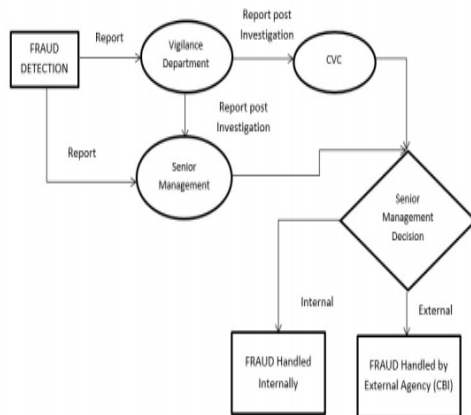 Report post
Investigation
Report
FRAUD
DETECTION
Vigilance
Department
CVC
Report post
Investigation
Report
Senior
Management
Senior
Management
Decision
Internal
External
FRAUD Handled
Internally
FRAUD Handled by
External Agency (CBI)